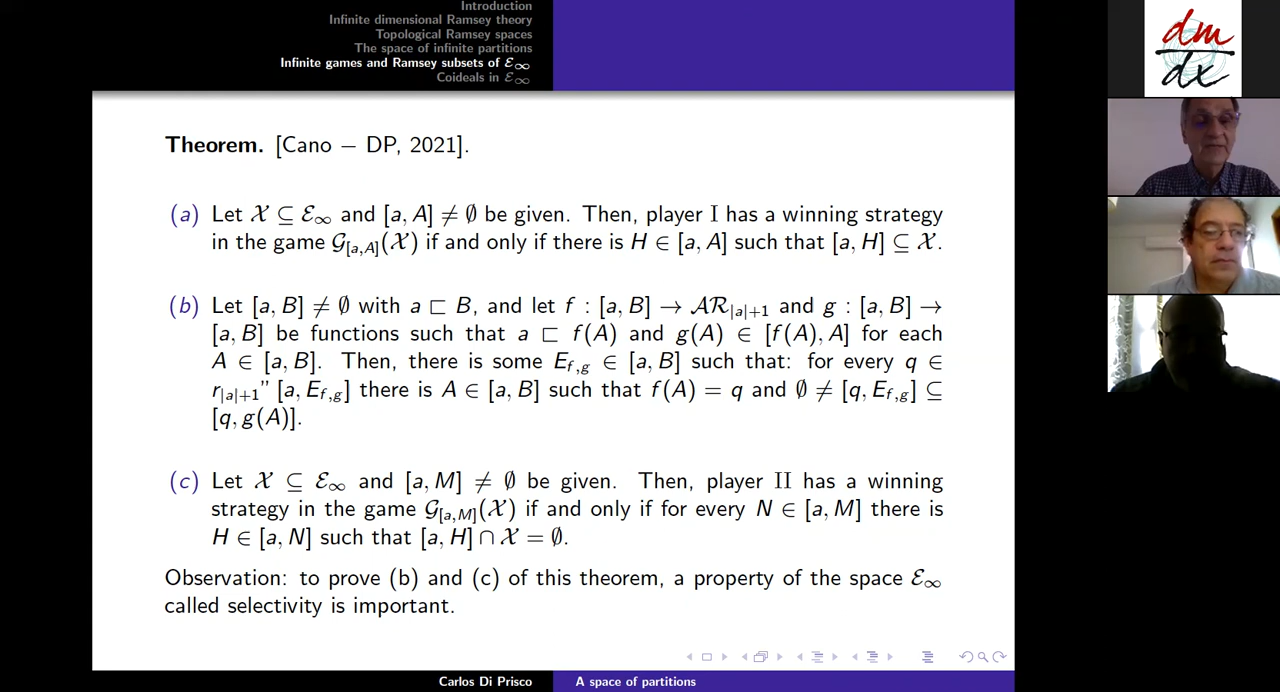 Introduction
Infinite dimensional Ramsey theory
Topological Ramsey spaces
The space of infinite partitions
Infinite games and Ramsey subsets of ℰ∞
Coideals in ℰ∞
dm
dx
Theorem. [Cano − DP, 2021].
(a) Let 𝒳 ⊆ ℰ∞ and [a, A] ≠ ∅ be given. Then, player I has a winning strategy
in the game 𝒢[a,A](𝒳) if and only if there is H ∈ [a, A] such that [a, H] ⊆ 𝒳.
(b) Let [a, B] ≠ ∅ with a ⊏ B, and let f : [a, B] → 𝒜ℛ|a|+1 and g : [a, B] →
[a, B] be functions such that a ⊏ f(A) and g(A) ∈ [f(A), A] for each
A ∈ [a, B]. Then, there is some Ef,g ∈ [a, B] such that: for every q ∈
r|a|+1” [a, Ef,g] there is A ∈ [a, B] such that f(A) = q and ∅ ≠ [q, Ef,g] ⊆
[q, g(A)].
(c) Let 𝒳 ⊆ ℰ∞ and [a, M] ≠ ∅ be given. Then, player II has a winning
strategy in the game 𝒢[a,M](𝒳) if and only if for every N ∈ [a, M] there is
H ∈ [a, N] such that [a, H] ∩ 𝒳 = ∅.
Observation: to prove (b) and (c) of this theorem, a property of the space ℰ∞
called selectivity is important.
Carlos Di Prisco A space of partitions